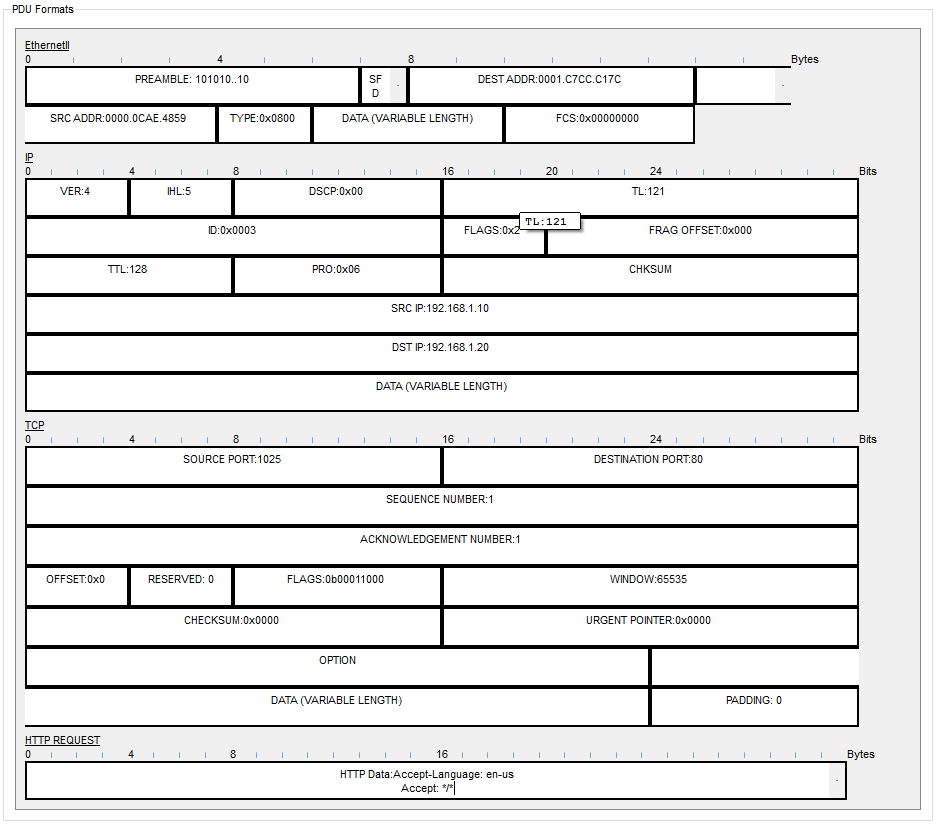 PDU Formats
EthernetII
0 4 8 Bytes
PREAMBLE: 101010..10 SF DEST ADDR:0001.C7CC.C17C
D
SRC ADDR:0000.0CAE.4859 TYPE:0x0800 DATA (VARIABLE LENGTH) FCS:0x00000000
IP
0 4 8 16 20 24 Bits
VER:4 IHL:5 DSCP:0x00 TL:121
TL:121
ID:0x0003 FLAGS:0x2 FRAG OFFSET:0x000
TTL:128 PRO:0x06 CHKSUM
SRC IP:192.168.1.10
DST IP:192.168.1.20
DATA (VARIABLE LENGTH)
TCP
0 4 8 16 24 Bits
SOURCE PORT:1025 DESTINATION PORT:80
SEQUENCE NUMBER:1
ACKNOWLEDGEMENT NUMBER:1
OFFSET:0x0 RESERVED: 0 FLAGS:0b00011000 WINDOW:65535
CHECKSUM:0x0000 URGENT POINTER:0x0000
OPTION
DATA (VARIABLE LENGTH) PADDING: 0
HTTP REQUEST
0 4 8 16 Bytes
HTTP Data:Accept-Language: en-us
Accept: */*